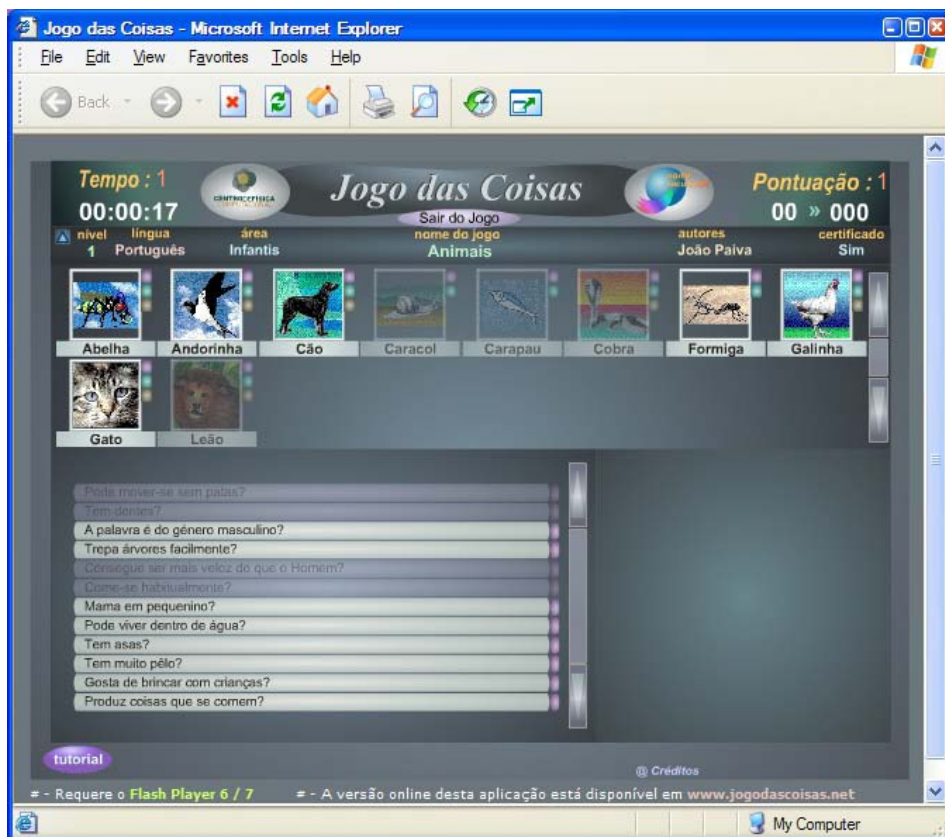 Jogo das Coisas - Microsoft Internet Explorer
File Edit View Favorites Tools Help
Back
Tempo : 1
00:00:17
Jogo das Coisas
Sair do Jogo
Pontuação : 1
00 » 000
nível língua área nome do jogo autores certificado
1 Português Infantis Animais João Paiva Sim
Abelha Andorinha Cão Caracol Carapau Cobra Formiga Galinha
Gato Leão
Pode mover-se sem patas?
Tem dentes?
A palavra é do género masculino?
Trepa árvores facilmente?
Consegue ser mais veloz do que o Homem?
Come-se habitualmente?
Mama em pequenino?
Pode viver dentro de água?
Tem asas?
Tem muito pêlo?
Gosta de brincar com crianças?
Produz coisas que se comem?
tutorial
@ Créditos
# - Requere o Flash Player 6 / 7 # - A versão online desta aplicação está disponível em www.jogodascoisas.net
My Computer